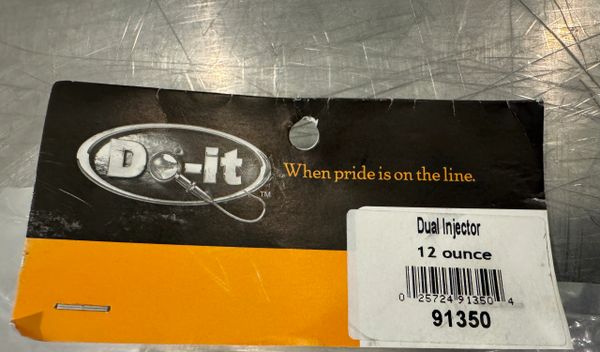 Do-it
TM
When pride is on the line.
Dual Injector
12 ounce
0 25724 91350 4
91350